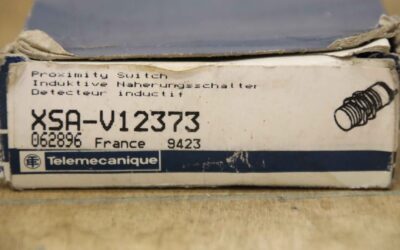 Proximity Switch
Induktive Naherungsschalter
Detecteur inductif
XSA-V12373
062896 France 9423
Telemecanique